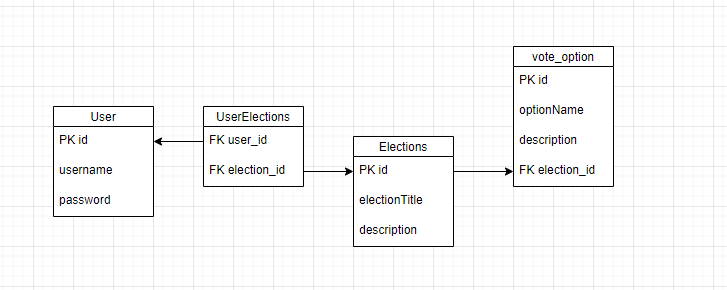 User
PK id
username
password
UserElections
FK user_id
FK election_id
Elections
PK id
electionTitle
description
vote_option
PK id
optionName
description
FK election_id